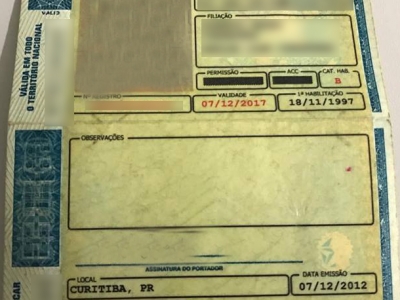 VALIS
VÁLIDA EM TODO
O TERRITÓRIO NACIONAL
FILIAÇÃO
PERMISSÃO
ACC
CAT. HAB.
B
Nº REGISTRO
VALIDADE
1ª HABILITAÇÃO
07/12/2017
18/11/1997
OBSERVAÇÕES
ASSINATURA DO PORTADOR
LOCAL
DATA EMISSÃO
CURITIBA, PR
07/12/2012